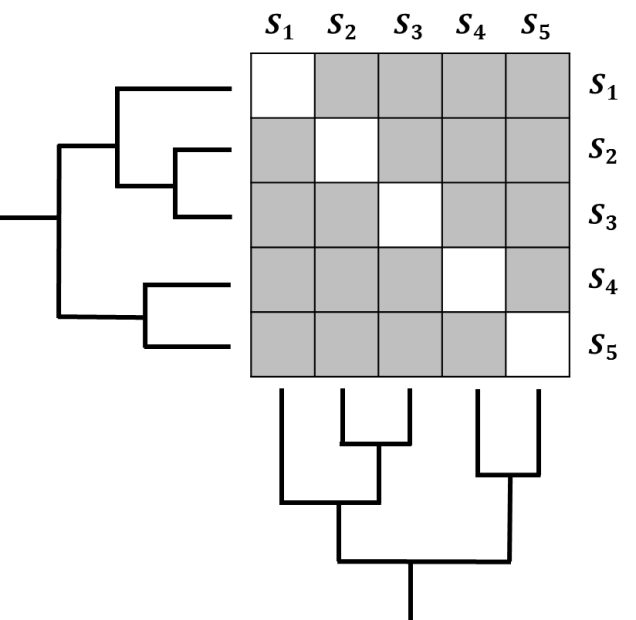 S₁ S₂ S₃ S₄ S₅
S₁
S₂
S₃
S₄
S₅